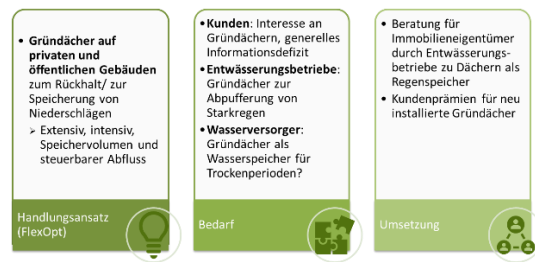 • Gründächer auf
privaten und
öffentlichen Gebäuden
zum Rückhalt/ zur
Speicherung von
Niederschlägen
➢ Extensiv, intensiv,
Speichervolumen und
steuerbarer Abfluss
Handlungsansatz
(FlexOpt)
•Kunden: Interesse an
Gründächern, generelles
Informationsdefizit
•Entwässerungsbetriebe:
Gründächer zur
Abpufferung von
Starkregen
•Wasserversorger:
Gründächer als
Wasserspeicher für
Trockenperioden?
Bedarf
• Beratung für
Immobilieneigentümer
durch Entwässerungs-
betriebe zu Dächern als
Regenspeicher
• Kundenprämien für neu
installierte Gründächer
Umsetzung